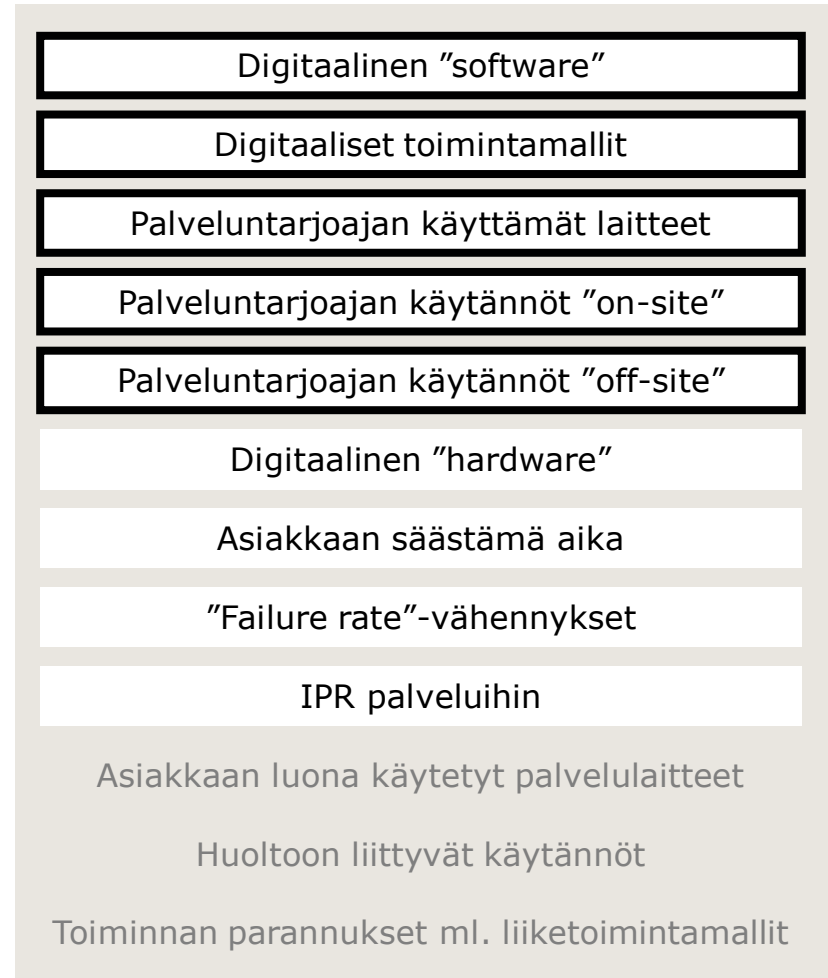 Digitaalinen ”software”
Digitaaliset toimintamallit
Palveluntarjoajan käyttämät laitteet
Palveluntarjoajan käytännöt ”on-site”
Palveluntarjoajan käytännöt ”off-site”
Digitaalinen ”hardware”
Asiakkaan säästämä aika
”Failure rate”-vähennykset
IPR palveluihin
Asiakkaan luona käytetyt palvelulaitteet
Huoltoon liittyvät käytännöt
Toiminnan parannukset ml. liiketoimintamallit